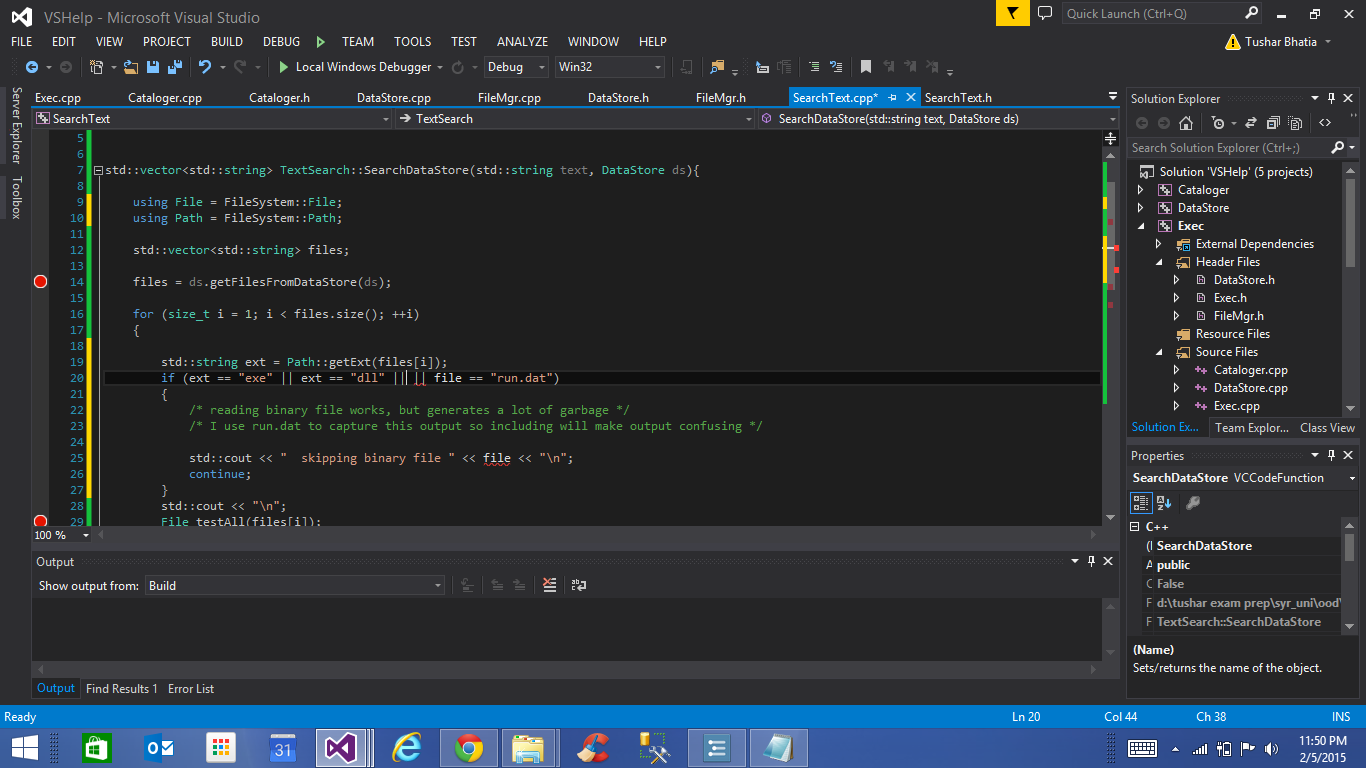 VSHelp - Microsoft Visual Studio
Quick Launch (Ctrl+Q)
FILE EDIT VIEW PROJECT BUILD DEBUG TEAM TOOLS TEST ANALYZE WINDOW HELP
Tushar Bhatia
Local Windows Debugger
Debug
Win32
Server Explorer
Toolbox
Exec.cpp Cataloger.cpp Cataloger.h DataStore.cpp FileMgr.cpp DataStore.h FileMgr.h SearchText.cpp* SearchText.h
SearchText
TextSearch
SearchDataStore(std::string text, DataStore ds)
5
6
7 std::vector<std::string> TextSearch::SearchDataStore(std::string text, DataStore ds){
8
9 using File = FileSystem::File;
10 using Path = FileSystem::Path;
11
12 std::vector<std::string> files;
13
14 files = ds.getFilesFromDataStore(ds);
15
16 for (size_t i = 1; i < files.size(); ++i)
17 {
18
19 std::string ext = Path::getExt(files[i]);
20 if (ext == "exe" || ext == "dll" || || file == "run.dat")
21 {
22 /* reading binary file works, but generates a lot of garbage */
23 /* I use run.dat to capture this output so including will make output confusing */
24
25 std::cout << "  skipping binary file " << file << "\n";
26 continue;
27 }
28 std::cout << "\n";
29 File testAll(files[i]);
100 %
Output
Show output from: Build
Output Find Results 1 Error List
Solution Explorer
Search Solution Explorer (Ctrl+;)
Solution 'VSHelp' (5 projects)
Cataloger
DataStore
Exec
External Dependencies
Header Files
DataStore.h
Exec.h
FileMgr.h
Resource Files
Source Files
Cataloger.cpp
DataStore.cpp
Exec.cpp
Solution Ex... Team Explor... Class View
Properties
SearchDataStore VCCodeFunction
C++
( SearchDataStore
A public
C False
F d:\tushar exam prep\syr_uni\ood\
F TextSearch::SearchDataStore
(Name)
Sets/returns the name of the object.
Ready
Ln 20 Col 44 Ch 38 INS
31
11:50 PM
2/5/2015